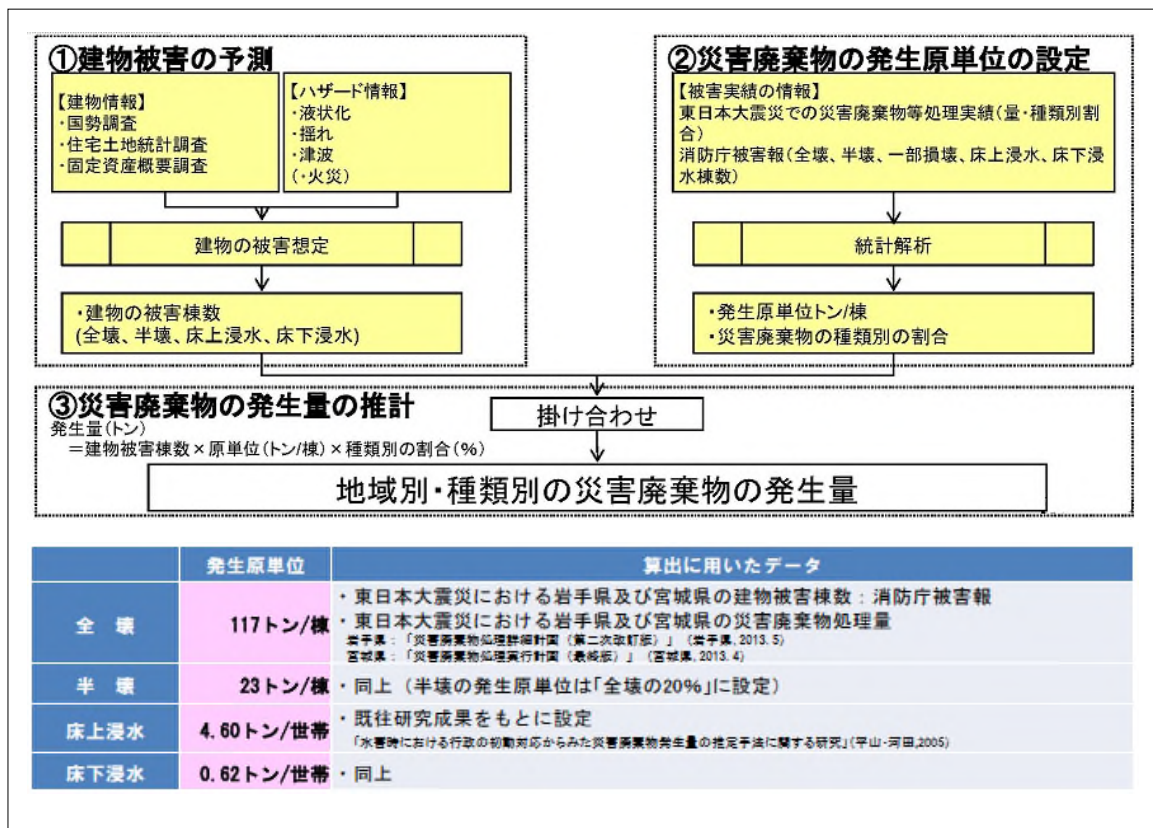 ①建物被害の予測
【建物情報】
・国勢調査
・住宅土地統計調査
・固定資産概要調査
【ハザード情報】
・液状化
・揺れ
・津波
(・火災)
建物の被害想定
・建物の被害棟数
(全壊、半壊、床上浸水、床下浸水)
②災害廃棄物の発生原単位の設定
【被害実績の情報】
東日本大震災での災害廃棄物等処理実績(量・種類別割
合)
消防庁被害報(全壊、半壊、一部損壊、床上浸水、床下浸
水棟数)
統計解析
・発生原単位トン/棟
・災害廃棄物の種類別の割合
③災害廃棄物の発生量の推計
発生量(トン)
＝建物被害棟数×原単位(トン/棟)×種類別の割合(%)
掛け合わせ
地域別・種類別の災害廃棄物の発生量
発生原単位 算出に用いたデータ
全 壊 117トン/棟
・東日本大震災における岩手県及び宮城県の建物被害棟数：消防庁被害報
・東日本大震災における岩手県及び宮城県の災害廃棄物処理量
岩手県：「災害廃棄物処理詳細計画（第二次改訂版）」（岩手県,2013.5）
宮城県：「災害廃棄物処理実行計画（最終版）」（宮城県,2013.4）
半 壊 23トン/棟 ・同上（半壊の発生原単位は「全壊の20%」に設定）
床上浸水 4.60トン/世帯
・既往研究成果をもとに設定
「水害時における行政の初動対応からみた災害廃棄物発生量の推定手法に関する研究」(平山・河田,2005)
床下浸水 0.62トン/世帯 ・同上